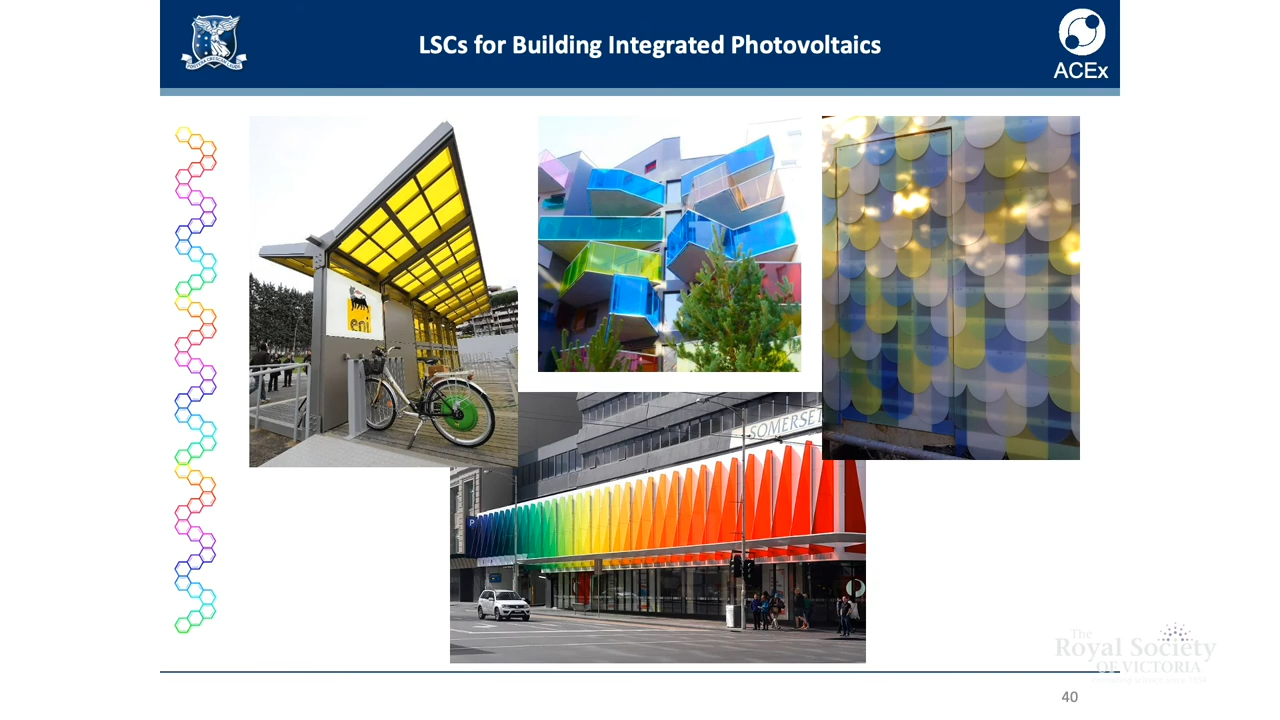 LSCs for Building Integrated Photovoltaics
ACEx
eni
SOMERSET
P
The
Royal Society
OF VICTORIA
40